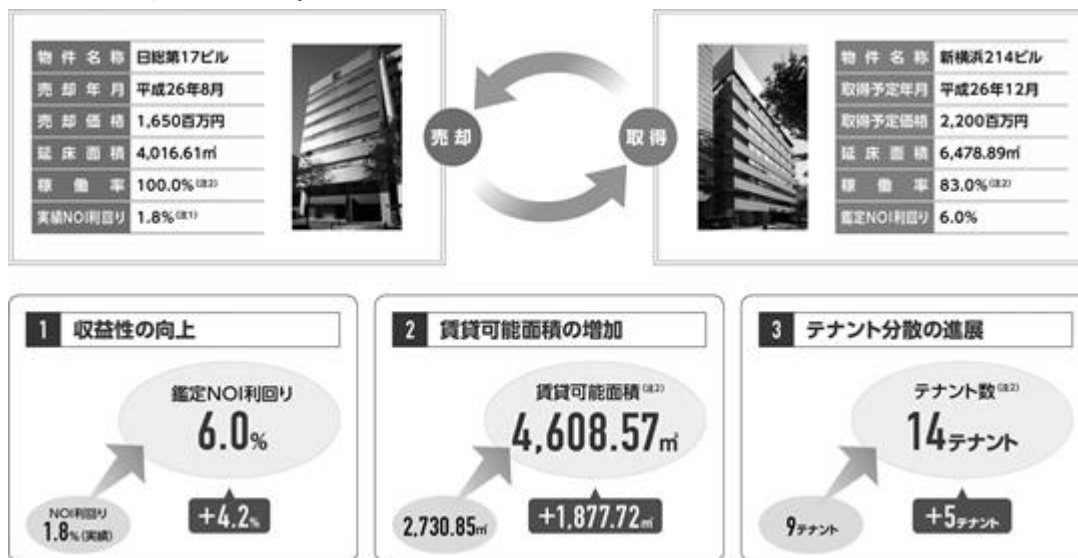 物件名称 日総第17ビル
売却年月 平成26年8月
売却価格 1,650百万円
延床面積 4,016.61㎡
稼働率 100.0%(注2)
実績NOI利回り 1.8%(注1)
売却
取得
物件名称 新横浜214ビル
取得予定年月 平成26年12月
取得予定価格 2,200百万円
延床面積 6,478.89㎡
稼働率 83.0%(注2)
鑑定NOI利回り 6.0%
1 収益性の向上
鑑定NOI利回り
6.0%
NOI利回り
1.8%(実績)
+4.2%
2 賃貸可能面積の増加
賃貸可能面積(注2)
4,608.57㎡
2,730.85㎡
+1,877.72㎡
3 テナント分散の進展
テナント数(注2)
14テナント
9テナント
+5テナント